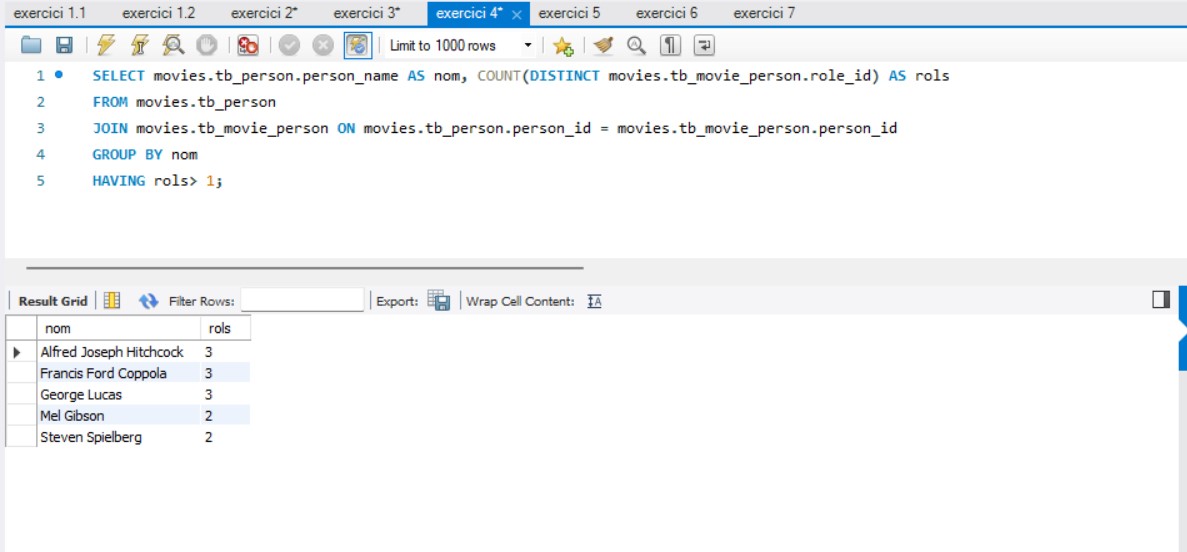 exercici 1.1 exercici 1.2 exercici 2* exercici 3* exercici 4* exercici 5 exercici 6 exercici 7
Limit to 1000 rows
1 SELECT movies.tb_person.person_name AS nom, COUNT(DISTINCT movies.tb_movie_person.role_id) AS rols
2 FROM movies.tb_person
3 JOIN movies.tb_movie_person ON movies.tb_person.person_id = movies.tb_movie_person.person_id
4 GROUP BY nom
5 HAVING rols> 1;
Result Grid Filter Rows: Export: Wrap Cell Content:
nom rols
Alfred Joseph Hitchcock 3
Francis Ford Coppola 3
George Lucas 3
Mel Gibson 2
Steven Spielberg 2